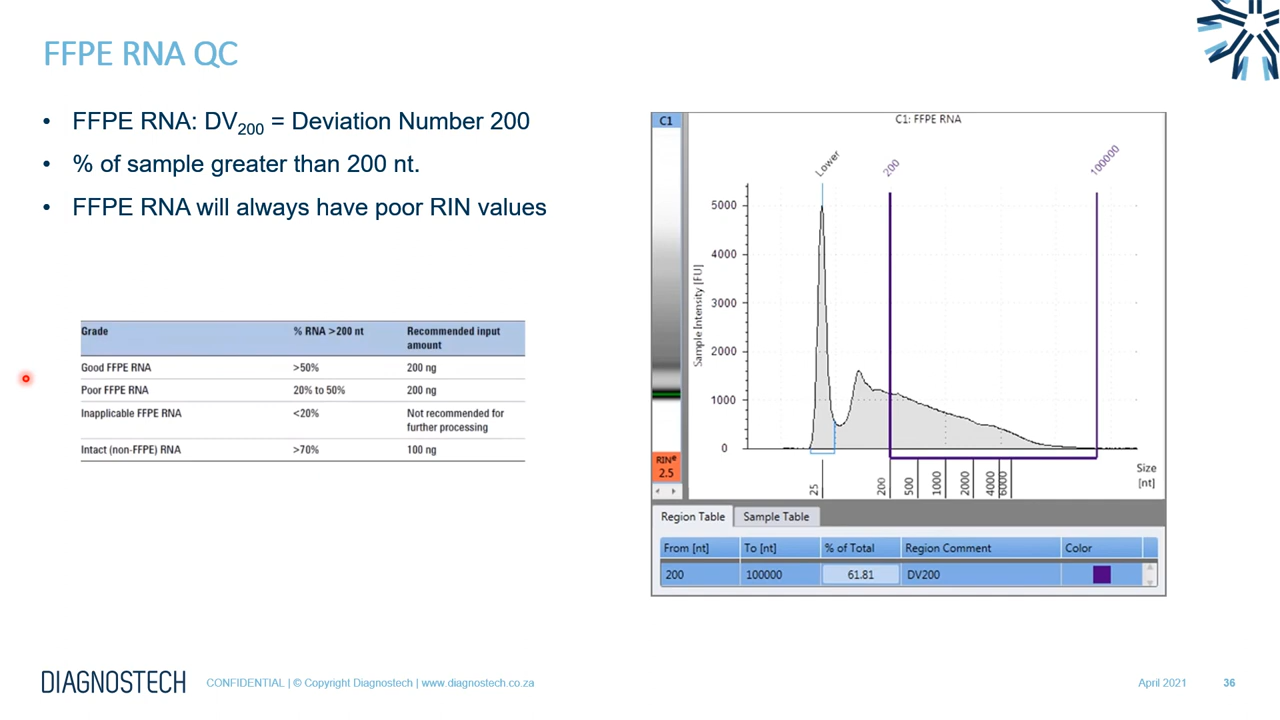 FFPE RNA QC
• FFPE RNA: DV200 = Deviation Number 200
• % of sample greater than 200 nt.
• FFPE RNA will always have poor RIN values
Grade % RNA >200 nt Recommended input amount
Good FFPE RNA >50% 200 ng
Poor FFPE RNA 20% to 50% 200 ng
Inapplicable FFPE RNA <20% Not recommended for further processing
Intact (non-FFPE) RNA >70% 100 ng
C1
C1: FFPE RNA
Lower
200
100000
Sample Intensity [FU]
5000
4000
3000
2000
1000
0
25
200
500
1000
2000
4000
6000
Size
[nt]
RINe
2.5
Region Table Sample Table
From [nt] To [nt] % of Total Region Comment Color
200 100000 61.81 DV200
DIAGNOSTECH
CONFIDENTIAL | © Copyright Diagnostech | www.diagnostech.co.za
April 2021
36